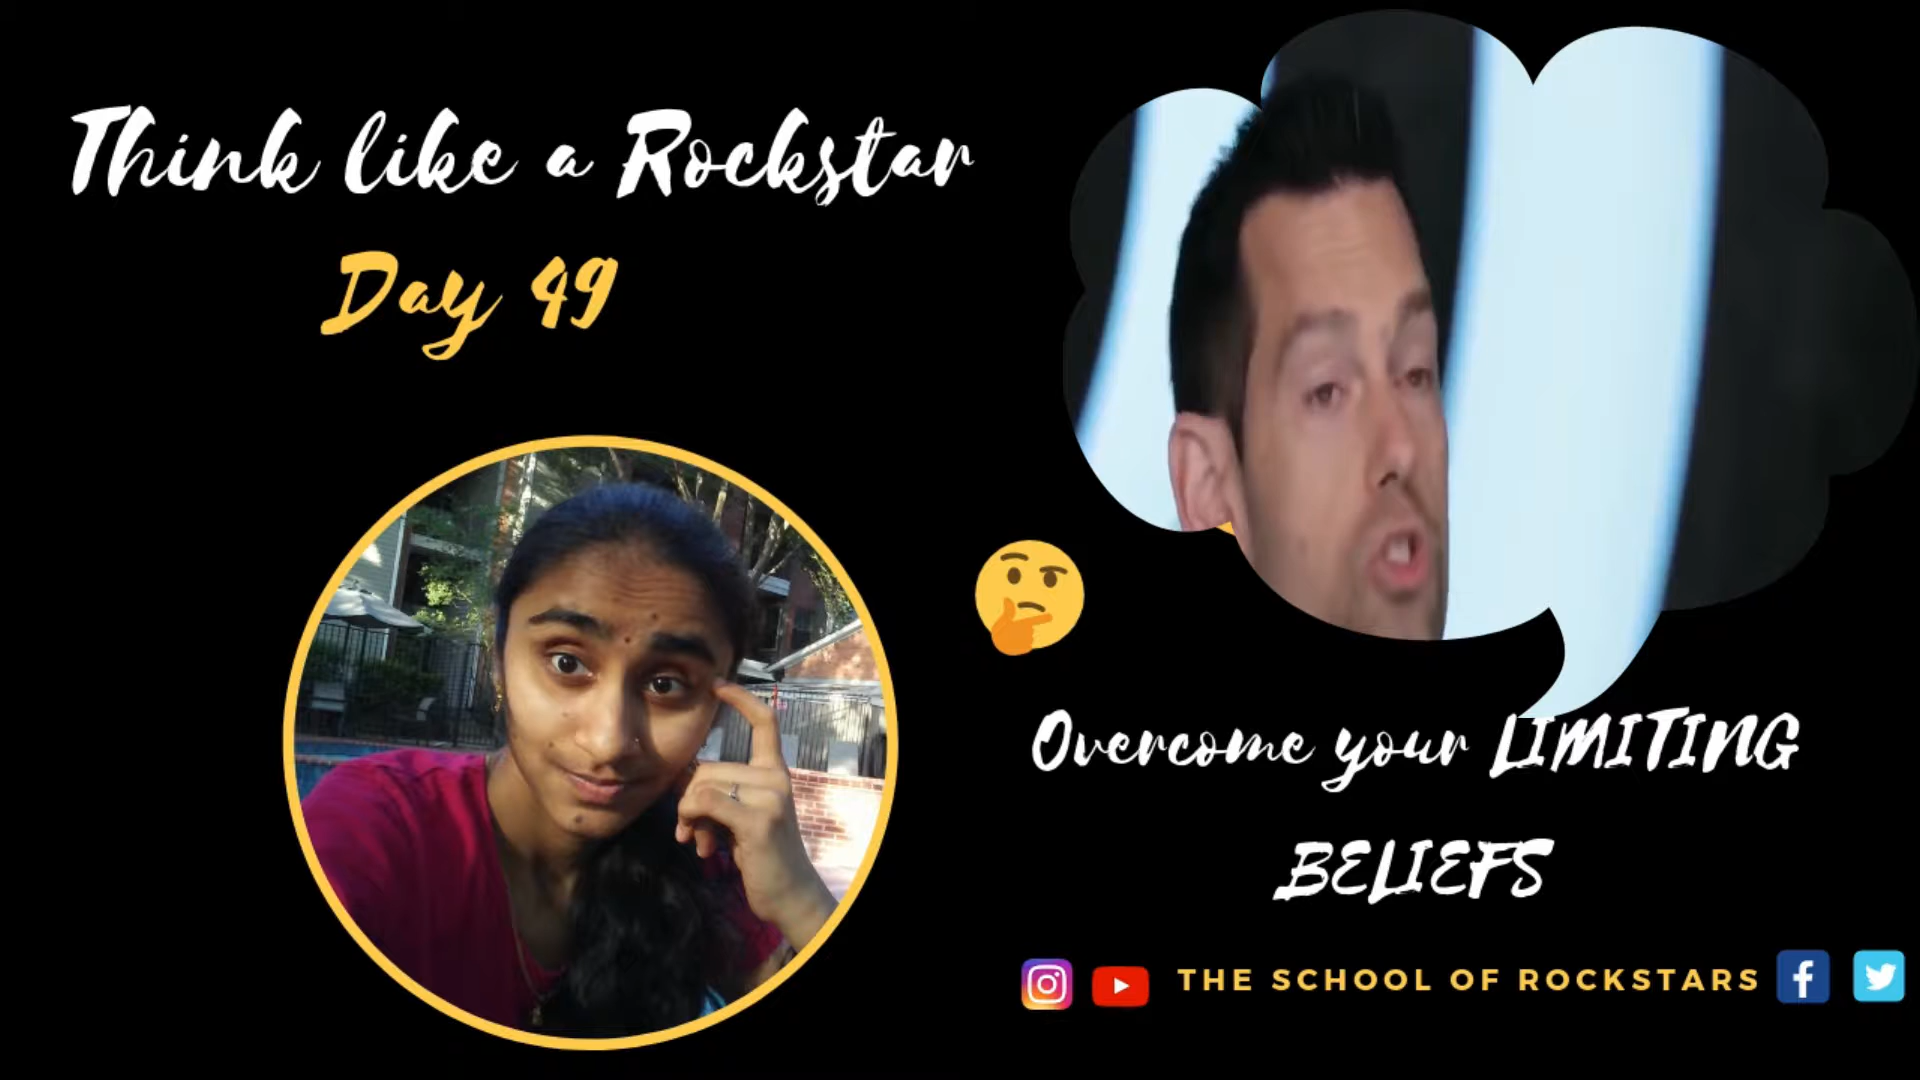 Think like a Rockstar
Day 49
Overcome your LIMITING
BELIEFS
THE SCHOOL OF ROCKSTARS